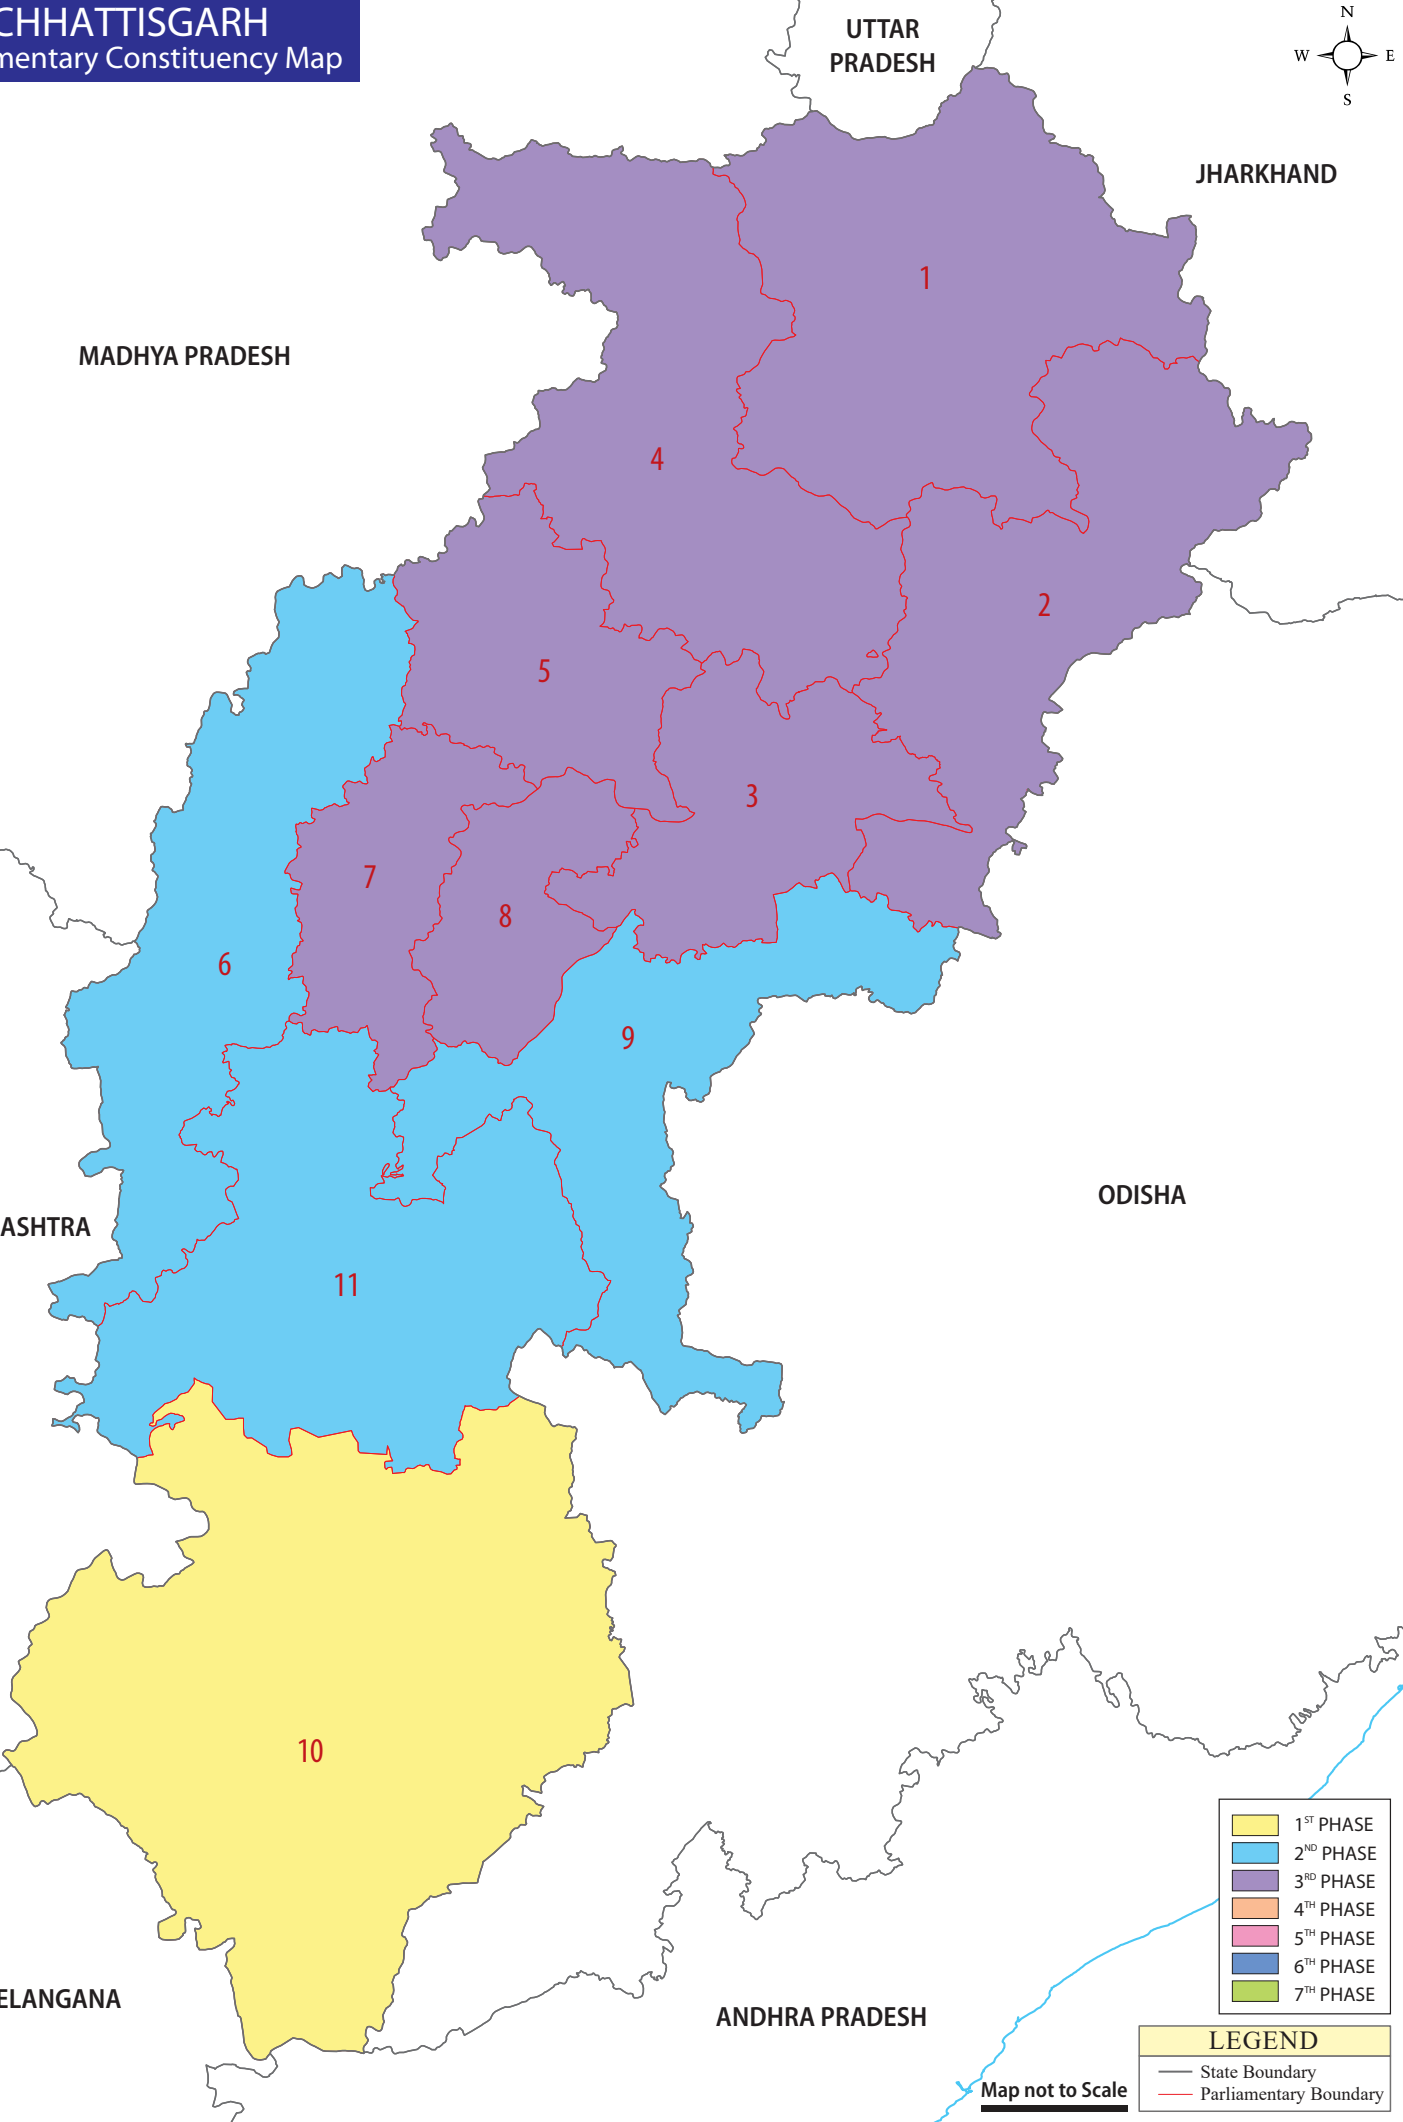 CHHATTISGARH
mentary Constituency Map
UTTAR
PRADESH
N
W E
S
JHARKHAND
MADHYA PRADESH
1
4
2
5
3
7
8
6
9
ODISHA
ASHTRA
11
10
1ST PHASE
2ND PHASE
3RD PHASE
4TH PHASE
5TH PHASE
6TH PHASE
7TH PHASE
ELANGANA
ANDHRA PRADESH
LEGEND
State Boundary
Parliamentary Boundary
Map not to Scale